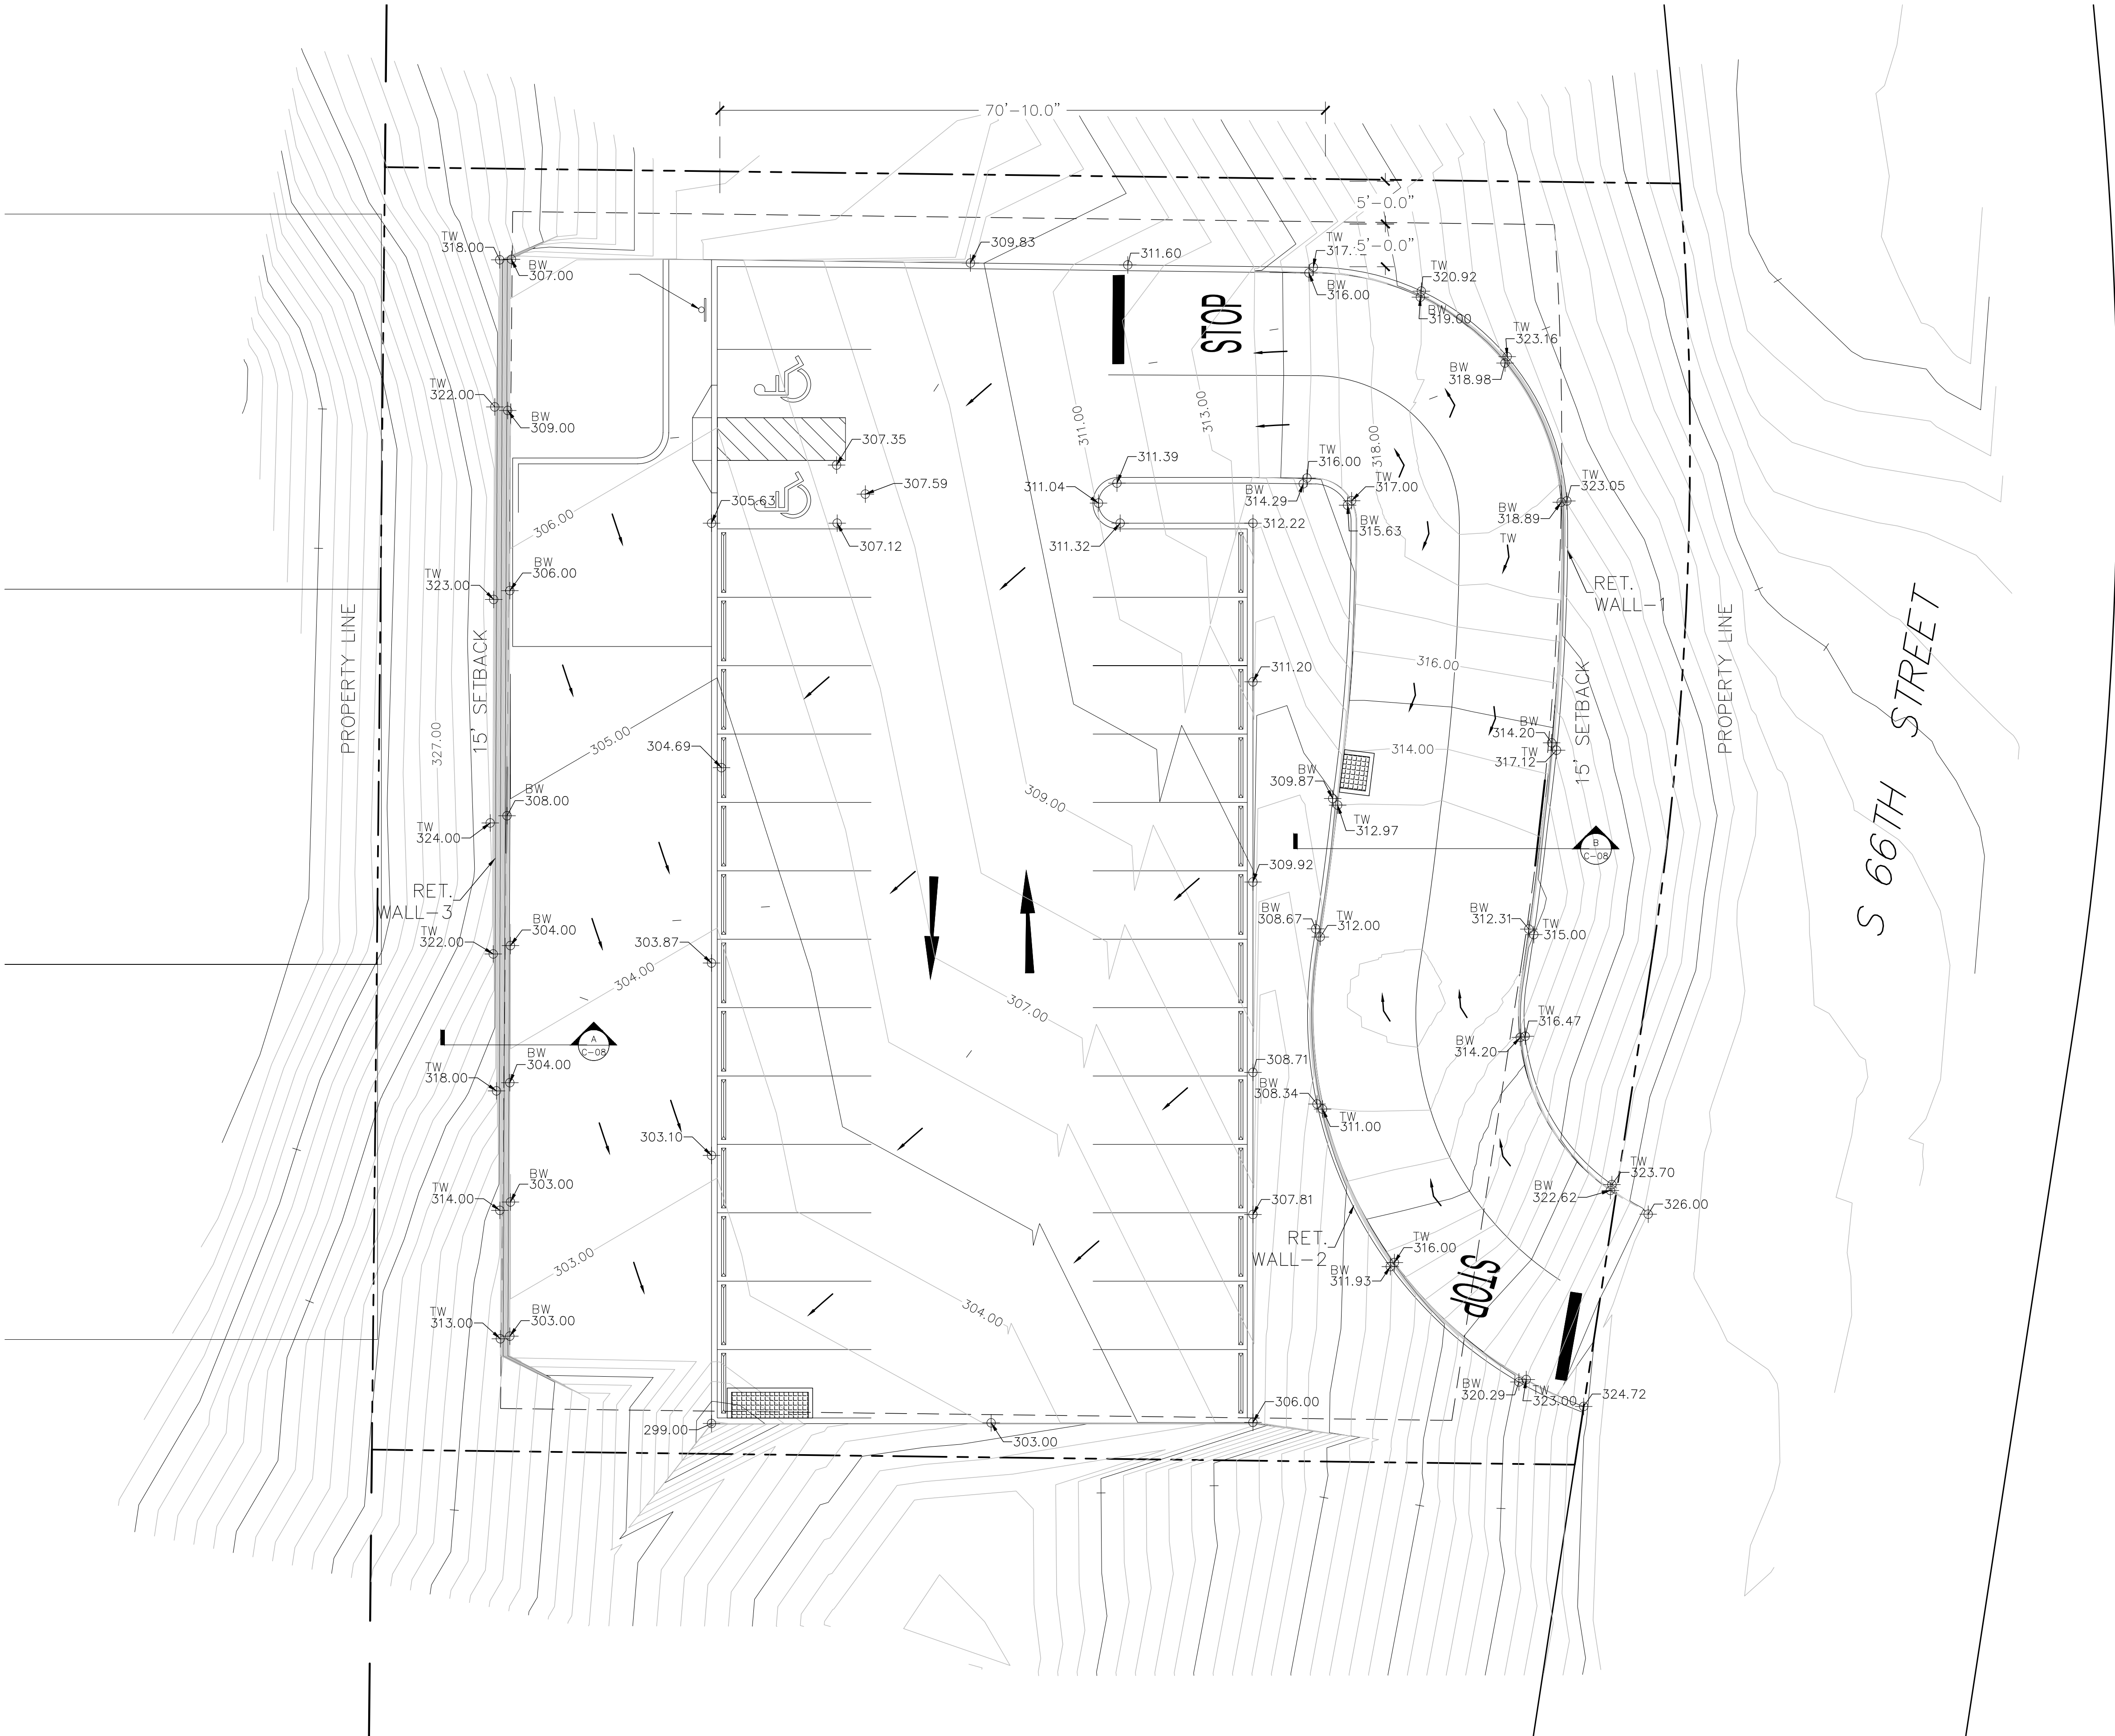 70'-10.0"
5'-0.0"
5'-0.0"
TW
318.00
BW
307.00
309.83
311.60
TW
BW
316.00
TW
320.92
BW
319.00
STOP
TW
323.16
BW
318.98
TW
322.00
BW
309.00
311.00
313.00
318.00
307.35
307.59
305.63
307.12
311.39
311.04
311.32
312.22
TW
316.00
BW
314.29
TW
317.00
BW
315.63
TW
323.05
BW
318.89
TW
306.00
RET.
WALL-1
TW
323.00
BW
306.00
PROPERTY LINE
15' SETBACK
327.00
305.00
304.69
311.20
316.00
BW
314.20
TW
317.12
15' SETBACK
PROPERTY LINE
S 66TH STREET
314.00
309.00
BW
309.87
TW
312.97
TW
324.00
BW
308.00
B
C-08
RET.
WALL-3
309.92
BW
308.67
TW
312.00
BW
312.31
TW
315.00
TW
322.00
BW
304.00
303.87
304.00
307.00
A
C-08
TW
316.47
BW
314.20
TW
318.00
BW
304.00
308.71
BW
308.34
TW
311.00
303.10
TW
323.70
BW
322.62
326.00
TW
314.00
BW
303.00
307.81
RET.
WALL-2
TW
316.00
BW
311.93
303.00
304.00
STOP
TW
313.00
BW
303.00
BW
320.29
TW
323.00
324.72
299.00
303.00
306.00